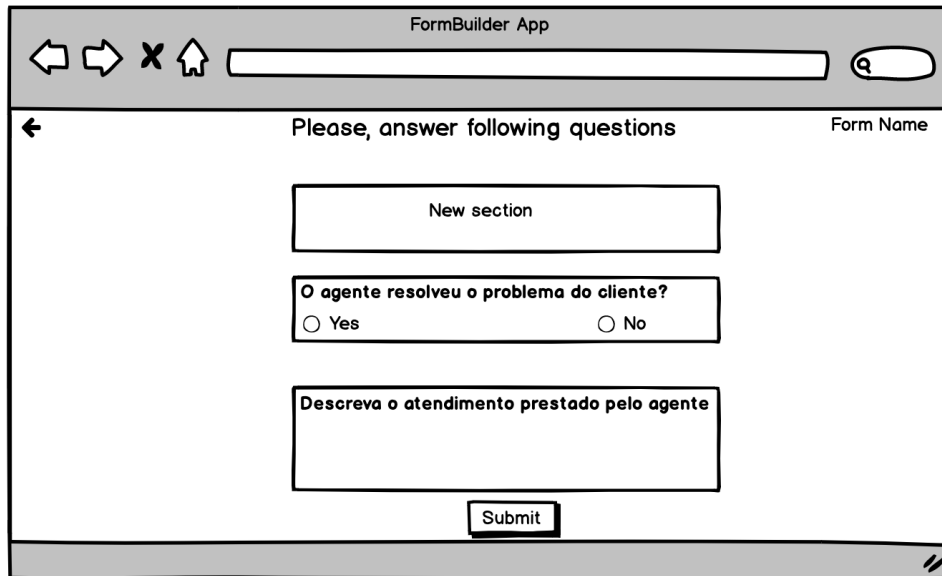 FormBuilder App
Please, answer following questions
Form Name
New section
O agente resolveu o problema do cliente?
Yes No
Descreva o atendimento prestado pelo agente
Submit